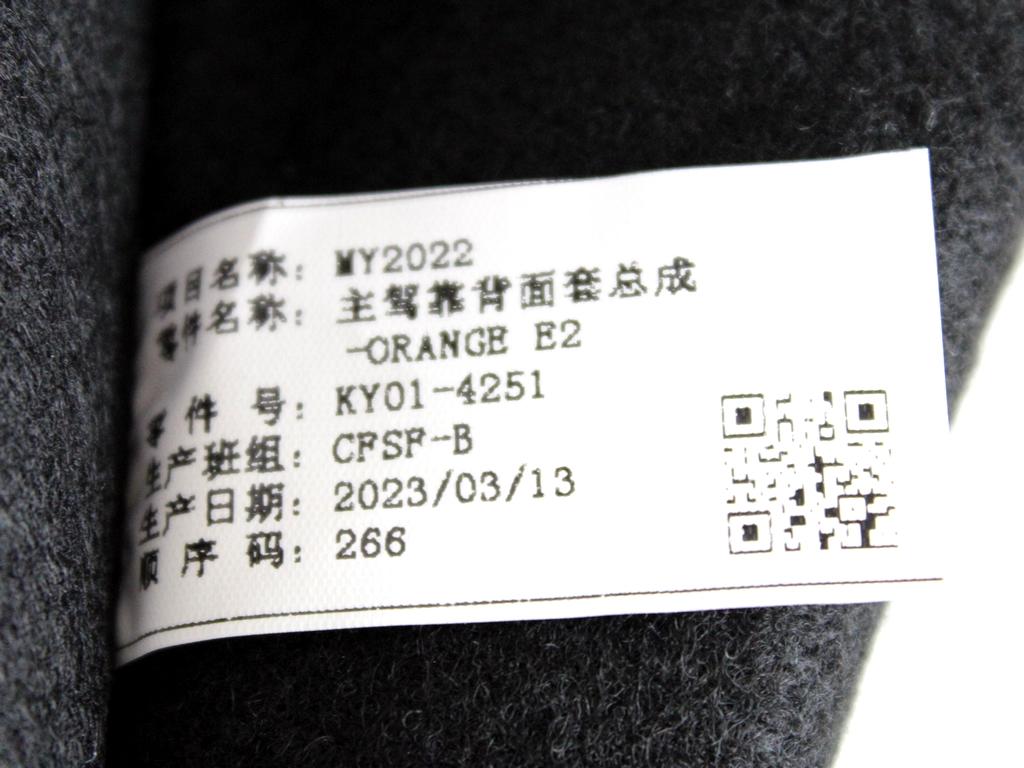 项目名称：MY2022
零件名称：主驾靠背面套总成
-ORANGE E2
零件号：KY01-4251
生产班组：CFSF-B
生产日期：2023/03/13
顺序码：266